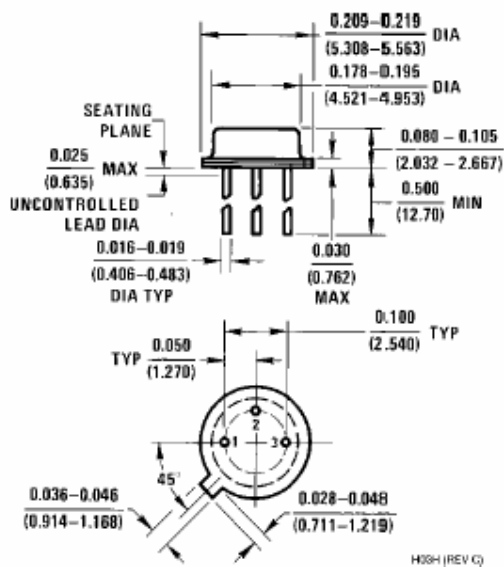 0.209–0.219
(5.308–5.563)
DIA
0.178–0.195
(4.521–4.953)
DIA
SEATING
PLANE
0.025
(0.635)
MAX
0.080 – 0.105
(2.032 – 2.667)
UNCONTROLLED
LEAD DIA
0.500
(12.70)
MIN
0.016–0.019
(0.406–0.483)
DIA TYP
0.030
(0.762)
MAX
TYP
0.050
(1.270)
0.100
(2.540)
TYP
2
1
3
45°
0.036–0.046
(0.914–1.168)
0.028–0.048
(0.711–1.219)
H03H (REV C)